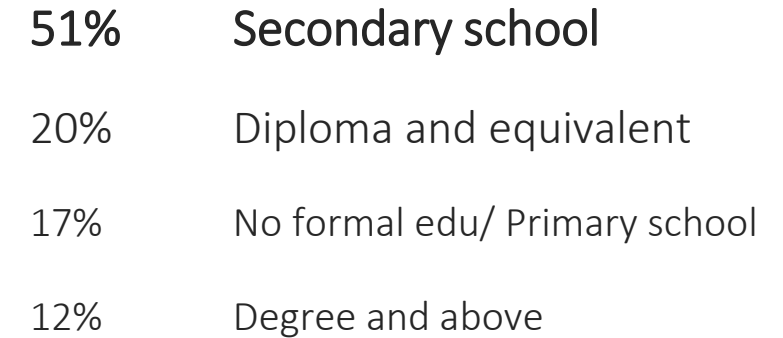 51% Secondary school
20% Diploma and equivalent
17% No formal edu/ Primary school
12% Degree and above